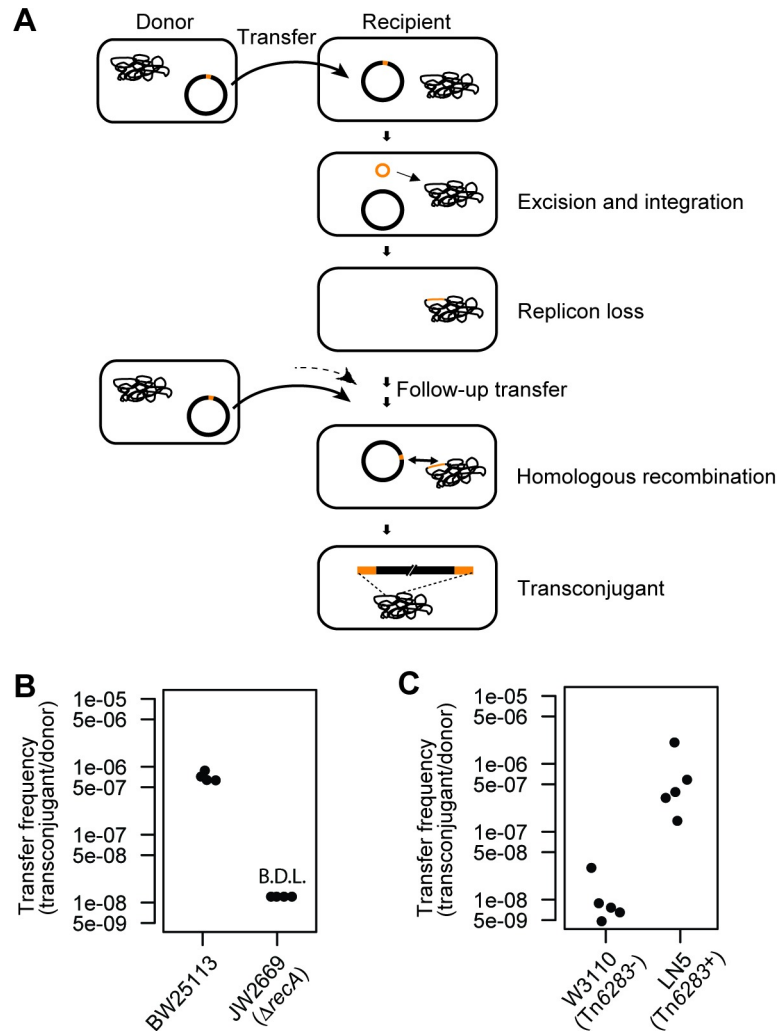 A
Donor
Recipient
Transfer
Excision and integration
Replicon loss
Follow-up transfer
Homologous recombination
Transconjugant
B
Transfer frequency
(transconjugant/donor)
1e-05
5e-06
1e-06
5e-07
1e-07
5e-08
1e-08
5e-09
B.D.L.
BW25113
JW2669
(ΔrecA)
C
Transfer frequency
(transconjugant/donor)
1e-05
5e-06
1e-06
5e-07
1e-07
5e-08
1e-08
5e-09
W3110
(Tn6283-)
LN5
(Tn6283+)